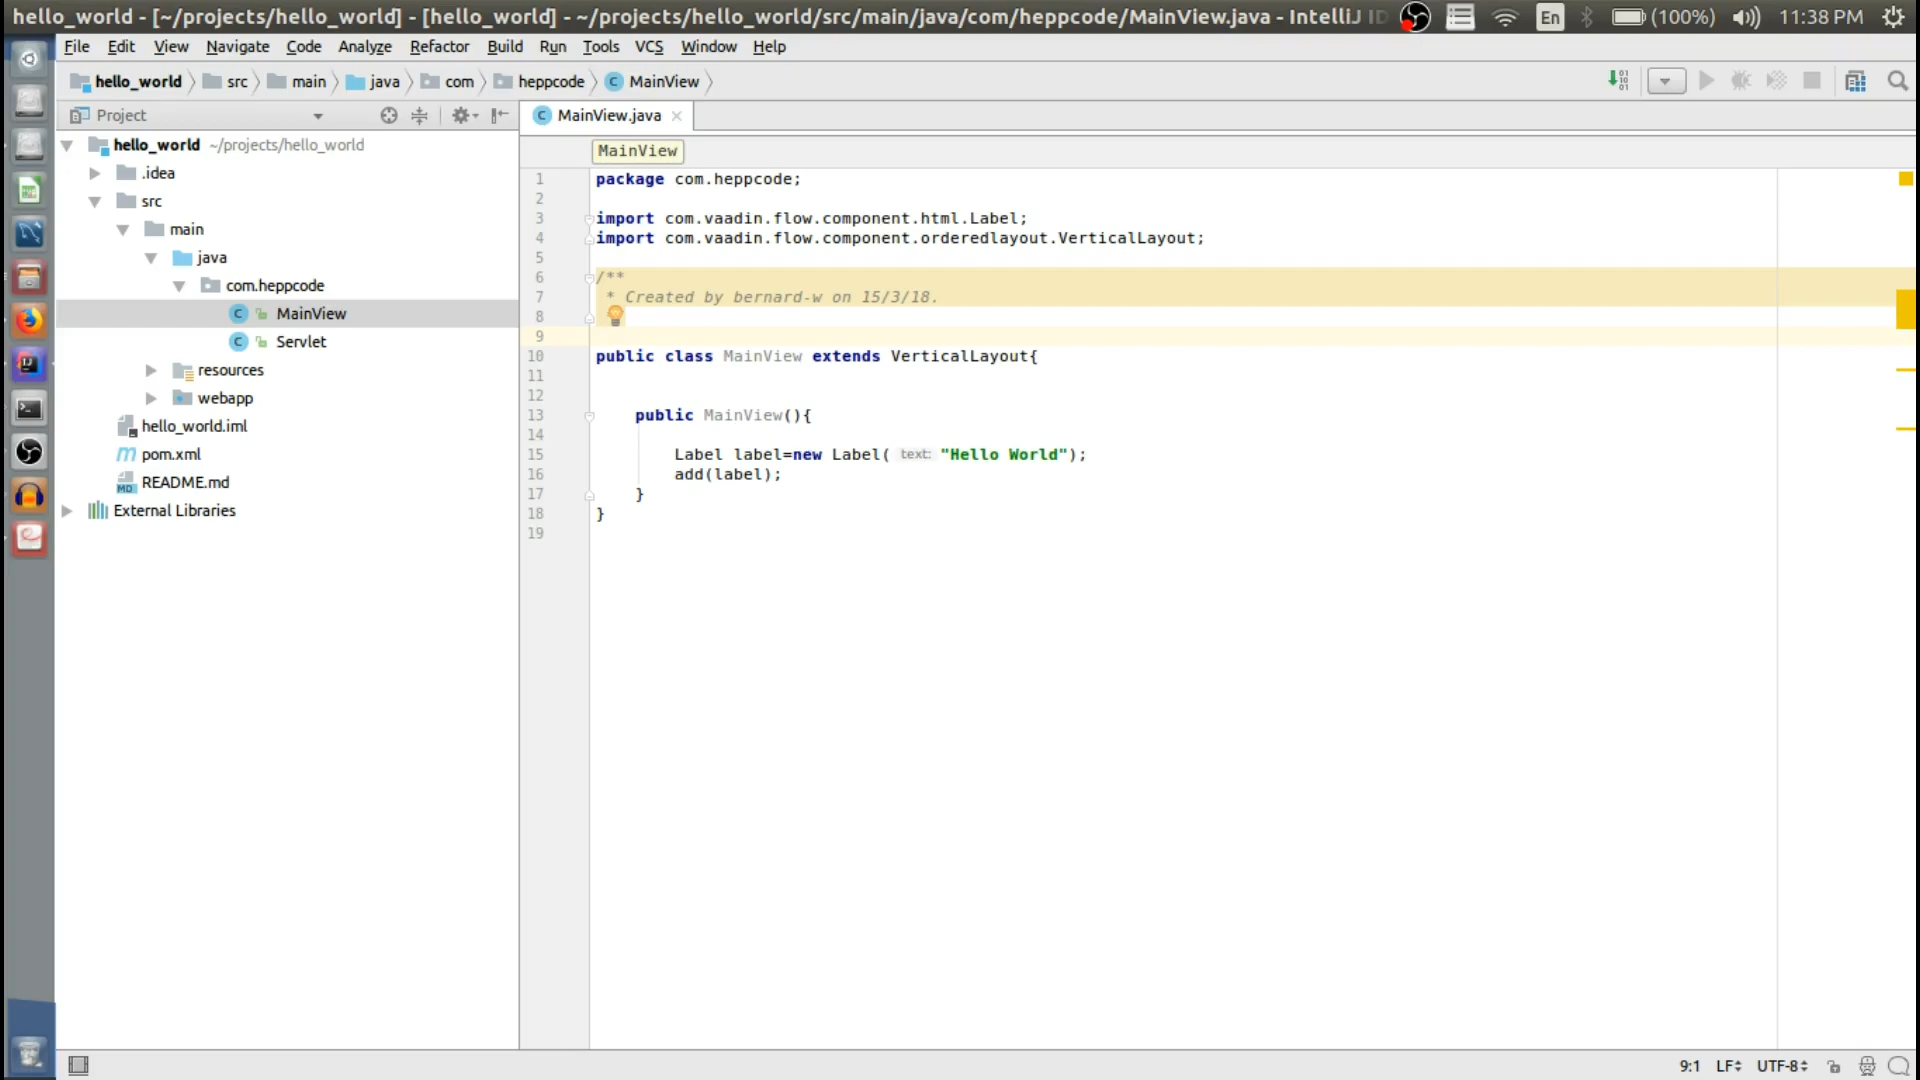 hello_world - [~/projects/hello_world] - [hello_world] - ~/projects/hello_world/src/main/java/com/heppcode/MainView.java - IntelliJ ID
En
(100%)
11:38 PM
File Edit View Navigate Code Analyze Refactor Build Run Tools VCS Window Help
hello_world src main java com heppcode MainView
Project
MainView.java
hello_world ~/projects/hello_world
.idea
src
main
java
com.heppcode
MainView
Servlet
resources
webapp
hello_world.iml
pom.xml
README.md
External Libraries
MainView
1 package com.heppcode;
2
3 import com.vaadin.flow.component.html.Label;
4 import com.vaadin.flow.component.orderedlayout.VerticalLayout;
5
6 /**
7 * Created by bernard-w on 15/3/18.
8
9
10 public class MainView extends VerticalLayout{
11
12
13 public MainView(){
14
15 Label label=new Label( text: "Hello World");
16 add(label);
17 }
18 }
19
9:1 LF UTF-8